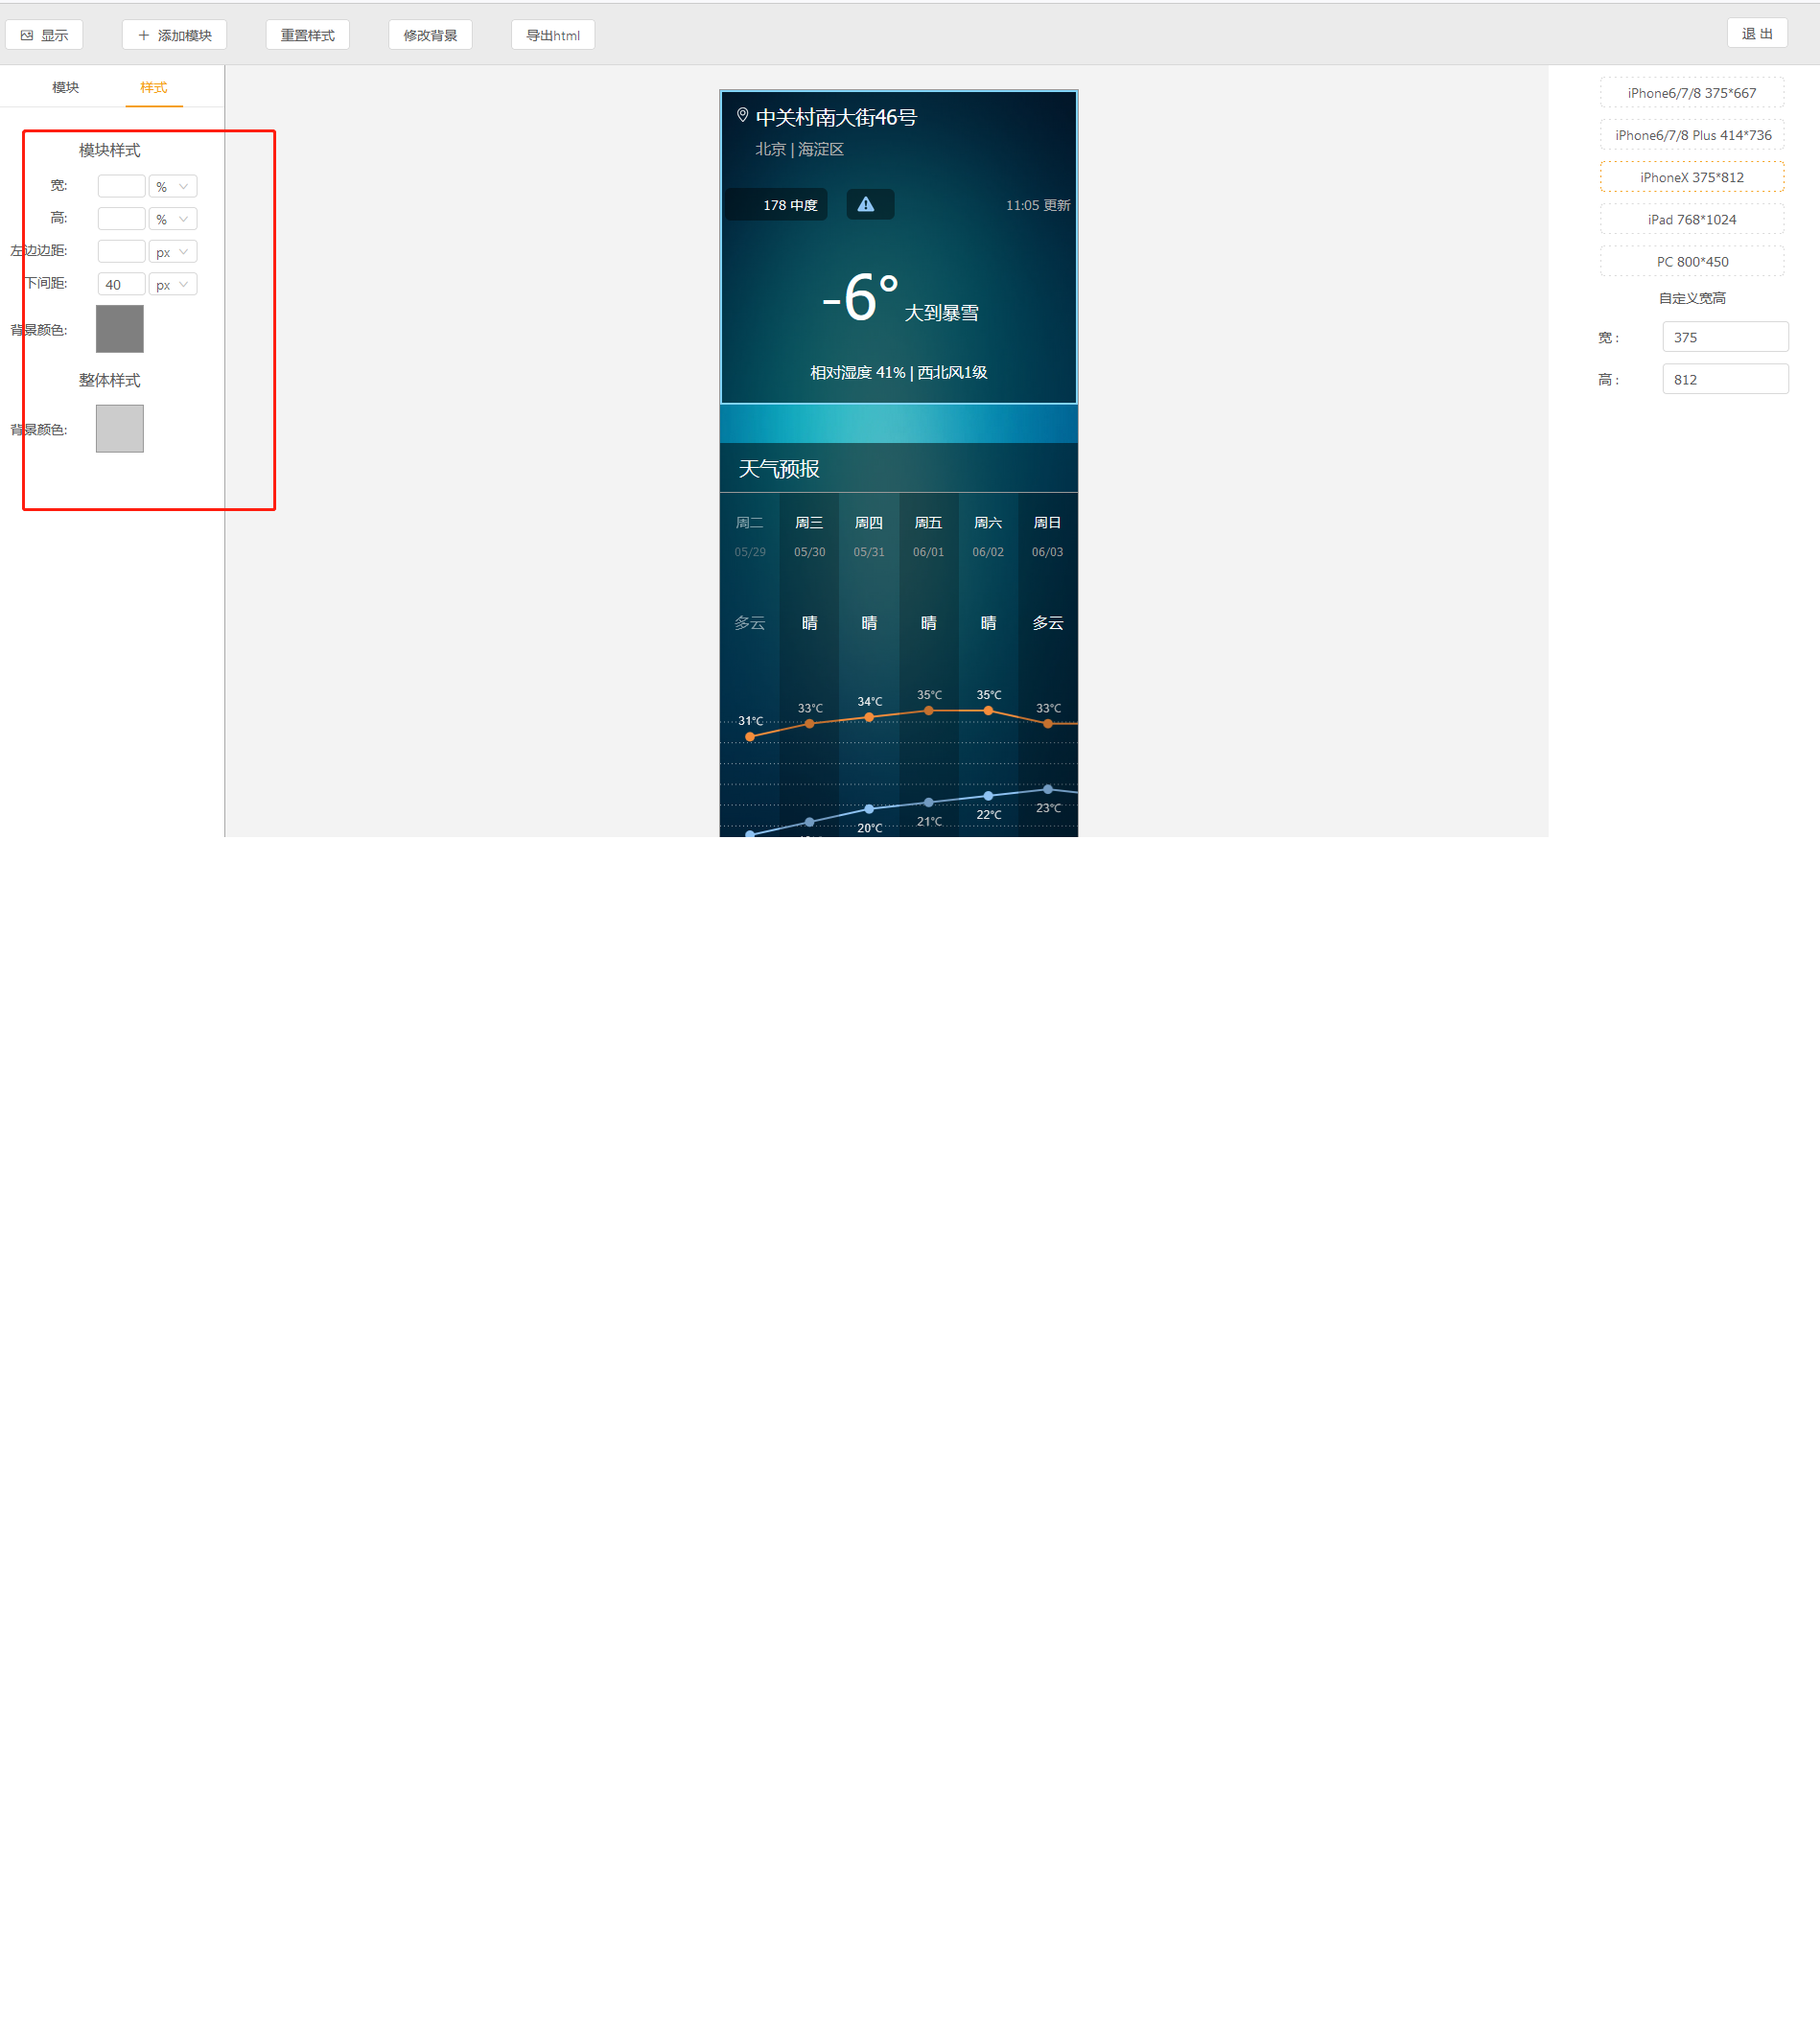 显示
添加模块
重置样式
修改背景
导出html
退 出
模块
样式
模块样式
宽:
%
高:
%
左边边距:
px
下间距:
40
px
背景颜色:
整体样式
背景颜色:
中关村南大街46号
北京 | 海淀区
178 中度
11:05 更新
-6° 大到暴雪
相对湿度 41% | 西北风1级
天气预报
周二 周三 周四 周五 周六 周日
05/29 05/30 05/31 06/01 06/02 06/03
多云 晴 晴 晴 晴 多云
31°C 33°C 34°C 35°C 35°C 33°C
20°C 21°C 22°C 23°C
iPhone6/7/8 375*667
iPhone6/7/8 Plus 414*736
iPhoneX 375*812
iPad 768*1024
PC 800*450
自定义宽高
宽 :
375
高 :
812